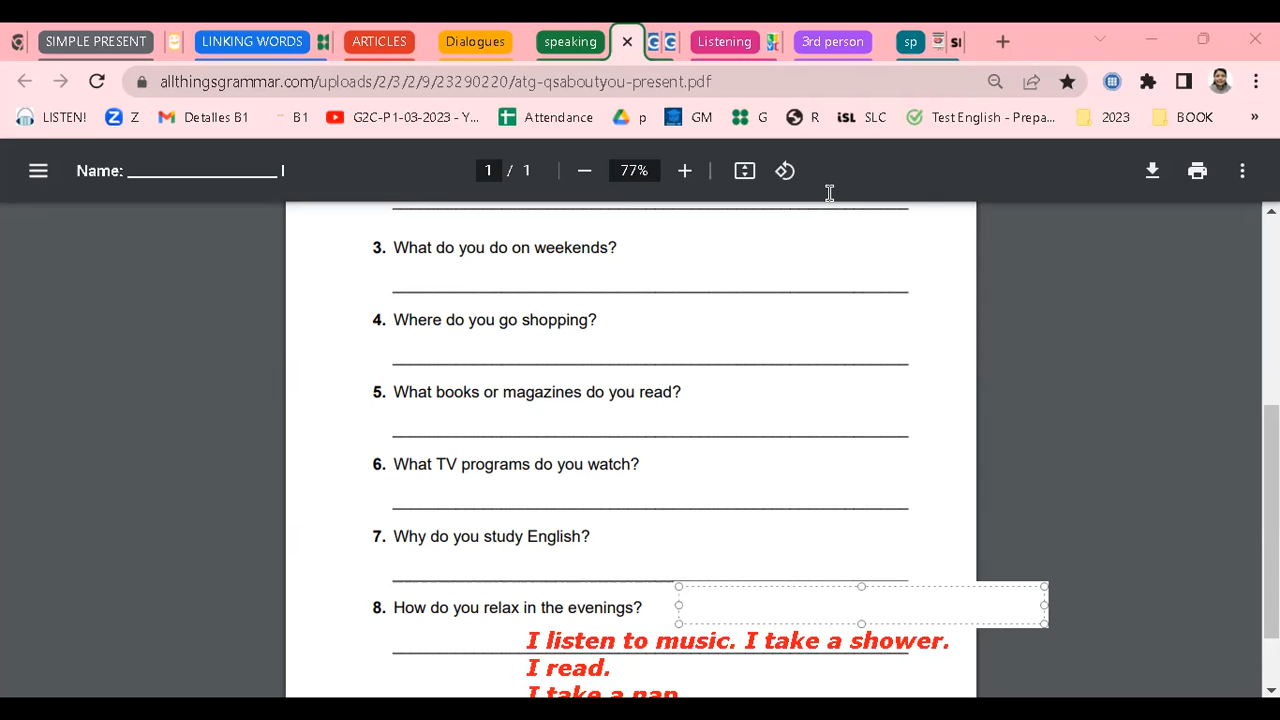 SIMPLE PRESENT LINKING WORDS ARTICLES Dialogues speaking Listening 3rd person sp
allthingsgrammar.com/uploads/2/3/2/9/23290220/atg-qsaboutyou-present.pdf
LISTEN! Z Detalles B1 B1 G2C-P1-03-2023 - Y... Attendance p GM G R SLC Test English - Prepa... 2023 BOOK »
Name: _______________ I 1 / 1 77%
3. What do you do on weekends?
4. Where do you go shopping?
5. What books or magazines do you read?
6. What TV programs do you watch?
7. Why do you study English?
8. How do you relax in the evenings?
I listen to music. I take a shower.
I read.
I take a nap